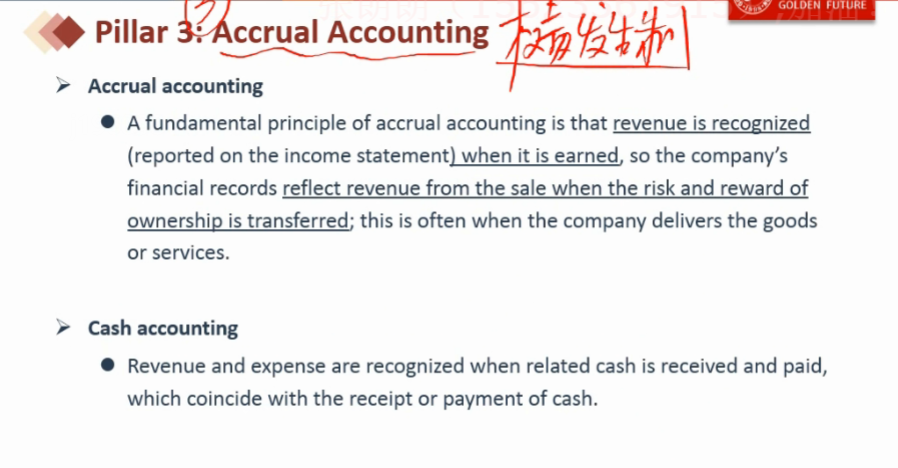 GOLDEN FUTURE
Pillar 3: Accrual Accounting 权责发生制
Accrual accounting
A fundamental principle of accrual accounting is that revenue is recognized
(reported on the income statement) when it is earned, so the company's
financial records reflect revenue from the sale when the risk and reward of
ownership is transferred; this is often when the company delivers the goods
or services.
Cash accounting
Revenue and expense are recognized when related cash is received and paid,
which coincide with the receipt or payment of cash.